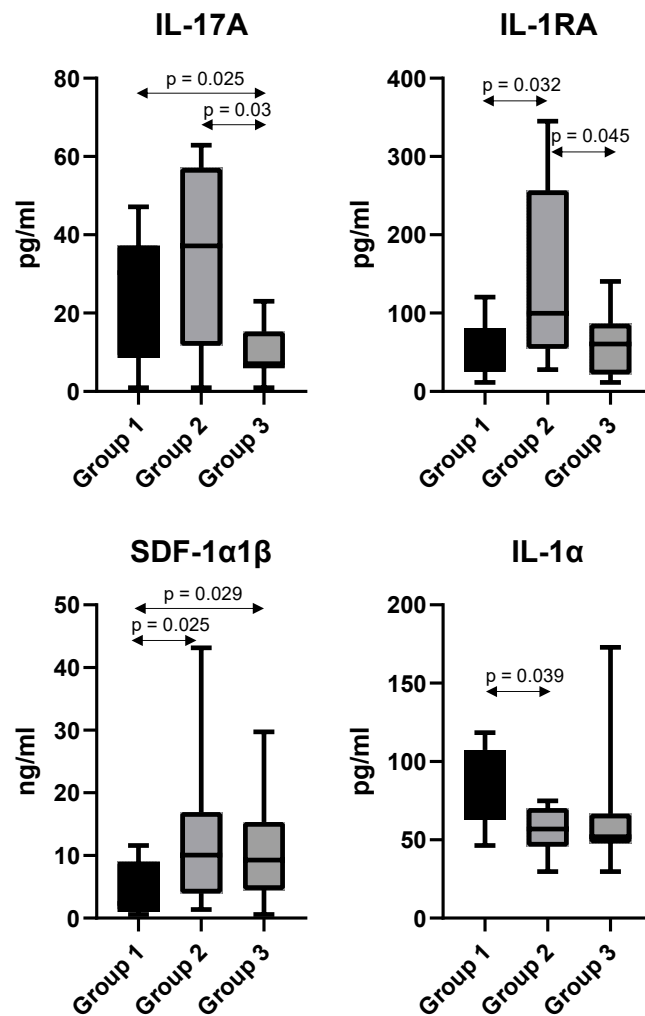 IL-17A
80
60
40
20
0
pg/ml
p = 0.025
p = 0.03
Group 1
Group 2
Group 3
IL-1RA
400
300
200
100
0
pg/ml
p = 0.032
p = 0.045
Group 1
Group 2
Group 3
SDF-1α1β
50
40
30
20
10
0
ng/ml
p = 0.029
p = 0.025
Group 1
Group 2
Group 3
IL-1α
200
150
100
50
0
pg/ml
p = 0.039
Group 1
Group 2
Group 3